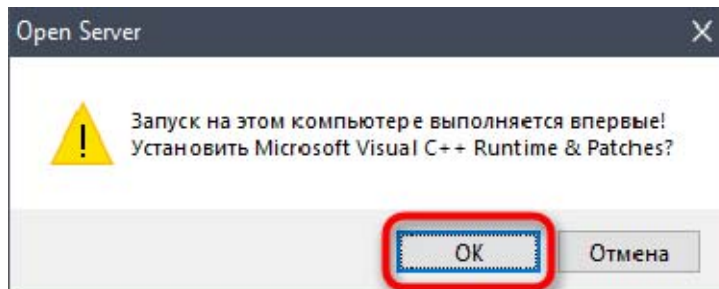 Open Server
Запуск на этом компьютере выполняется впервые!
Установить Microsoft Visual C++ Runtime & Patches?
OK
Отмена